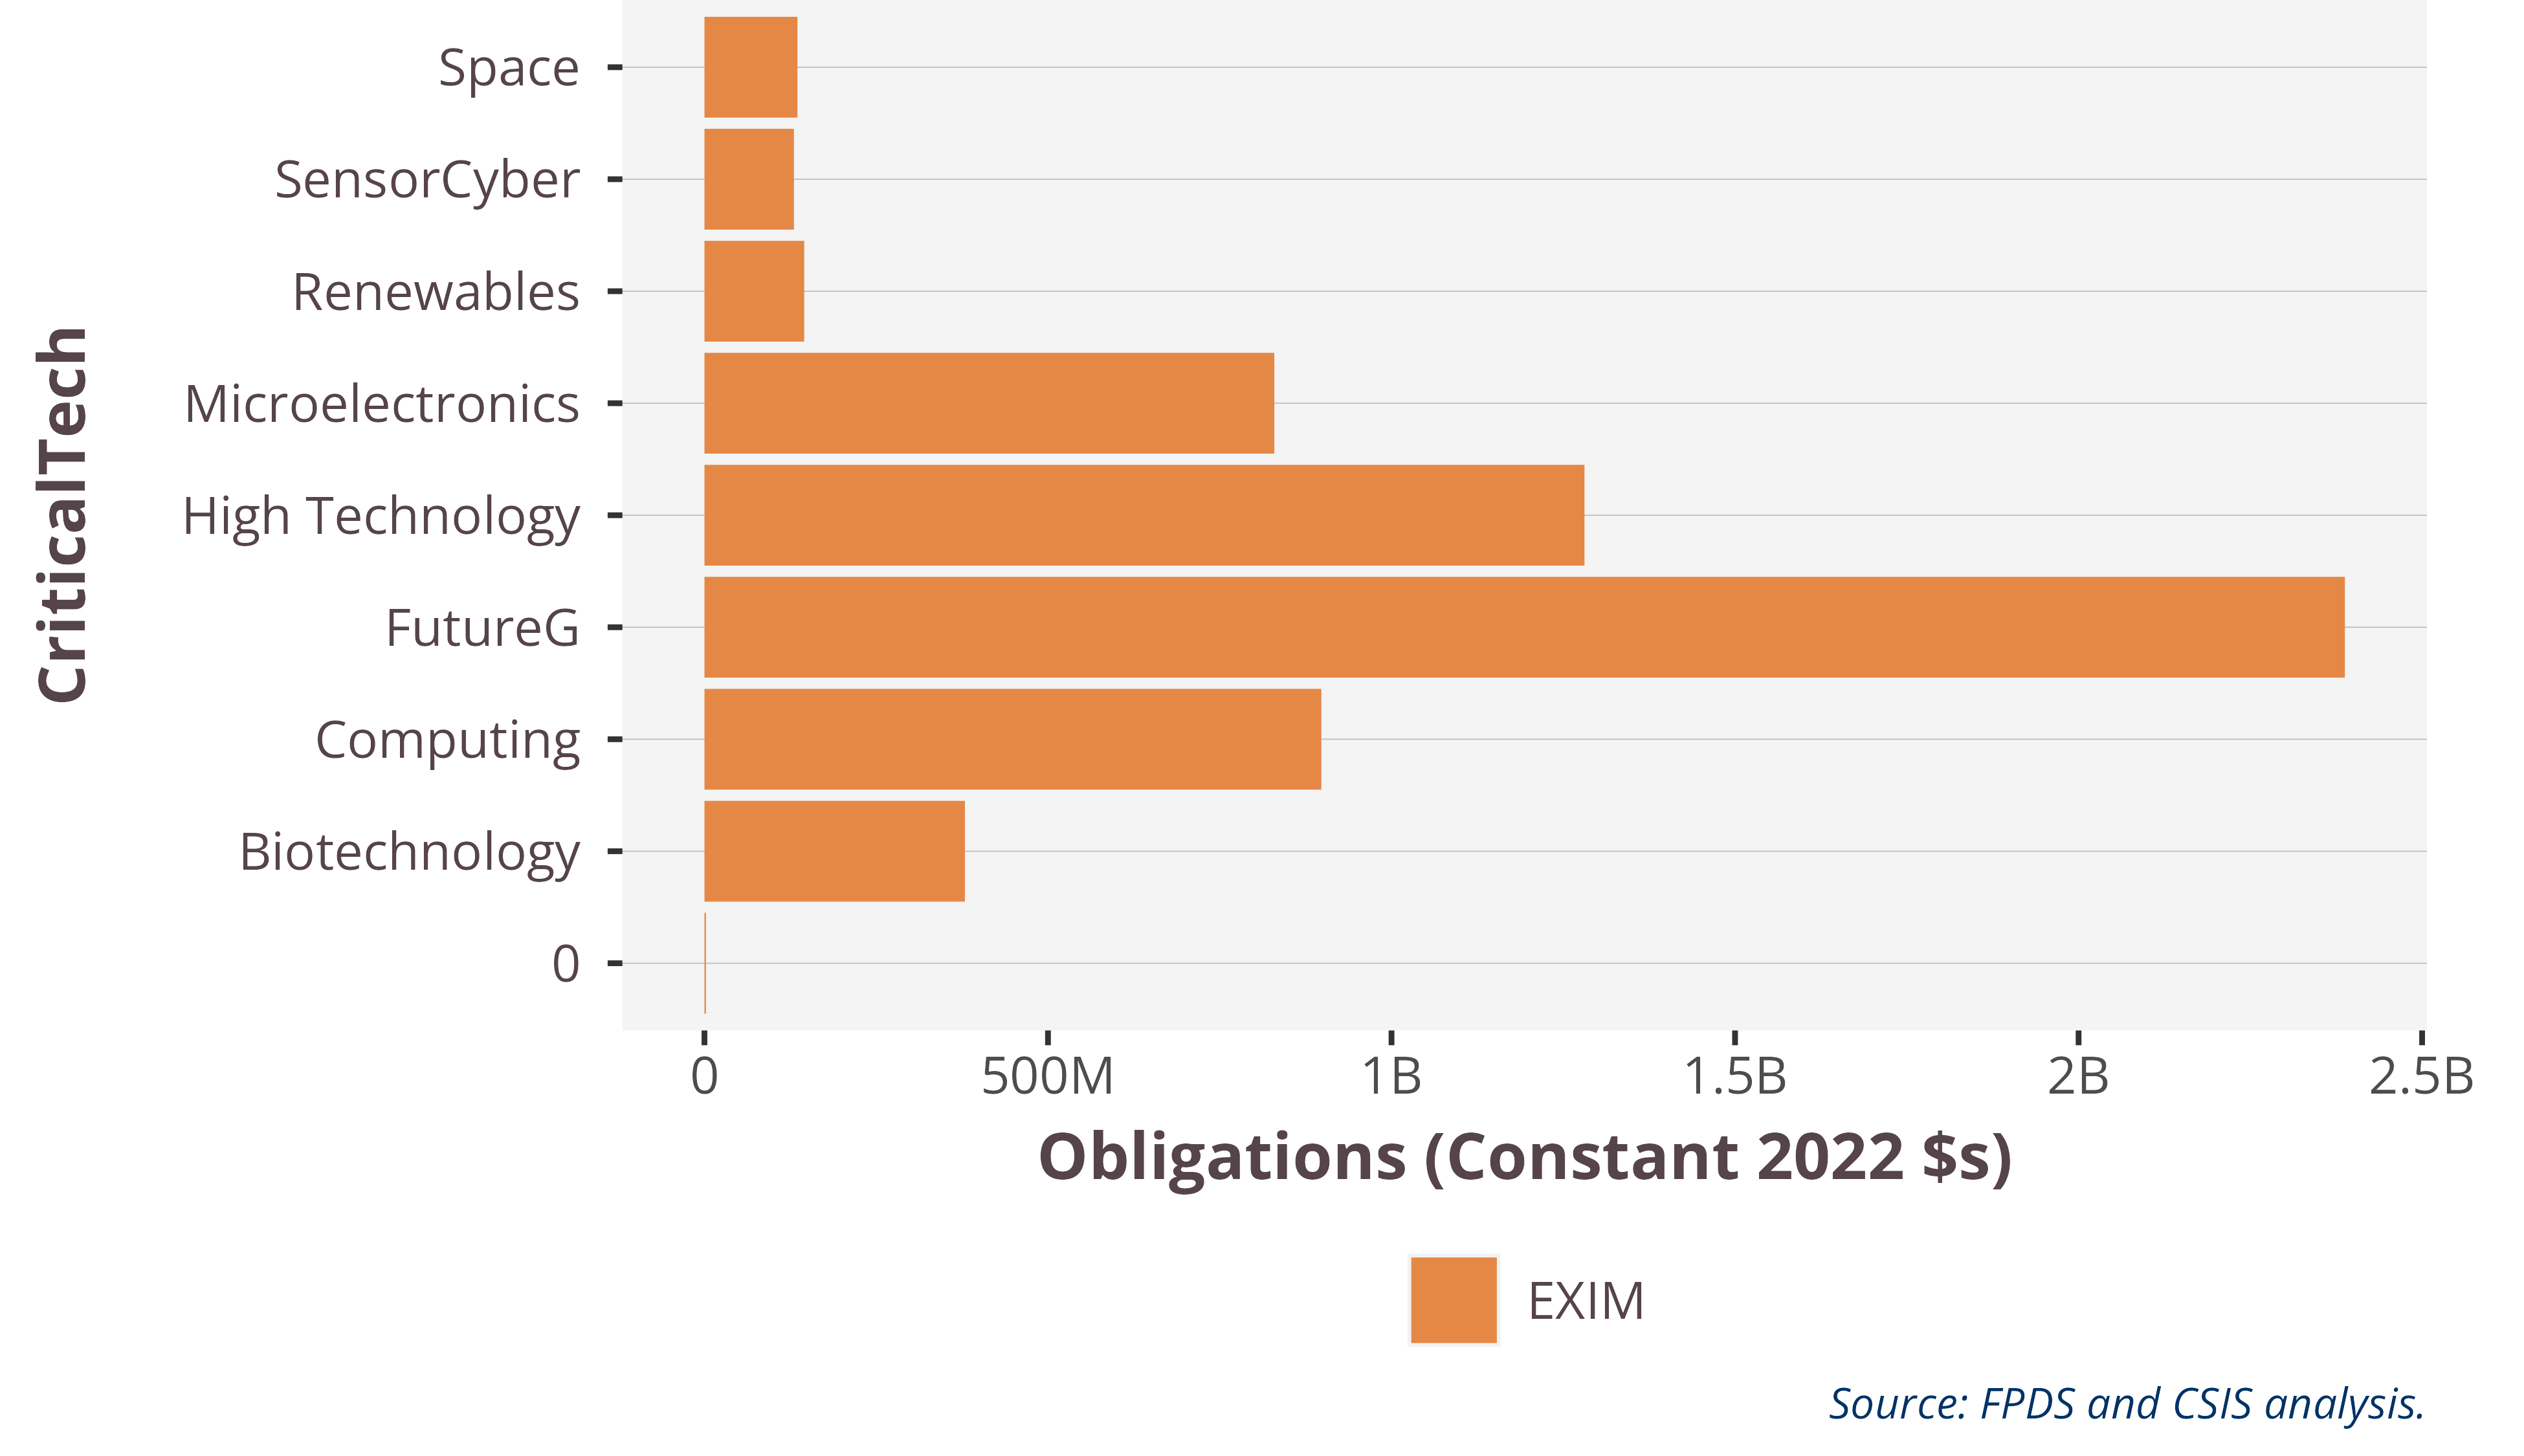 Space
SensorCyber
Renewables
Microelectronics
High Technology
FutureG
Computing
Biotechnology
0
CriticalTech
0 500M 1B 1.5B 2B 2.5B
Obligations (Constant 2022 $s)
EXIM
Source: FPDS and CSIS analysis.